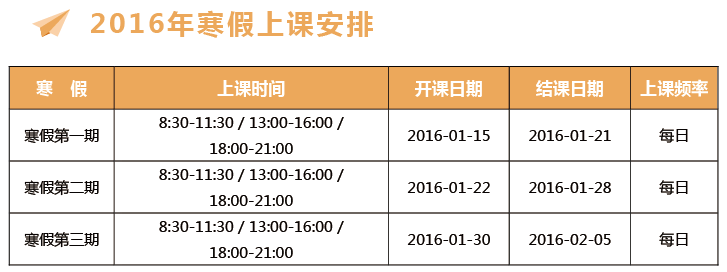 2016年寒假上课安排
寒 假 上课时间 开课日期 结课日期 上课频率
寒假第一期 8:30-11:30 / 13:00-16:00 / 18:00-21:00 2016-01-15 2016-01-21 每日
寒假第二期 8:30-11:30 / 13:00-16:00 / 18:00-21:00 2016-01-22 2016-01-28 每日
寒假第三期 8:30-11:30 / 13:00-16:00 / 18:00-21:00 2016-01-30 2016-02-05 每日